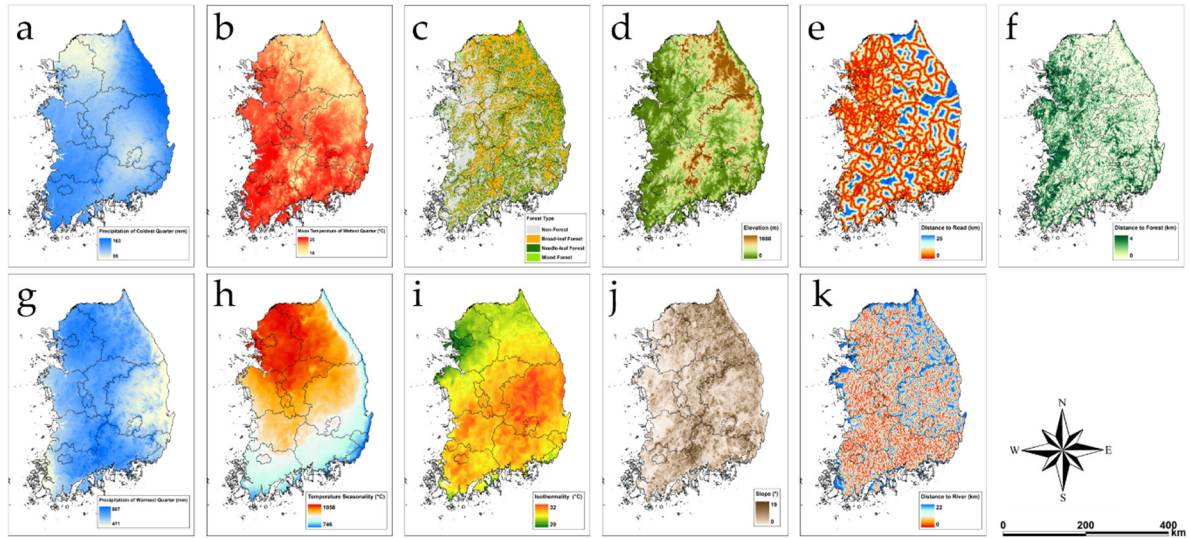 a
Precipitation of Coldest Quarter (mm)
163
55
b
Mean Temperature of Wettest Quarter (°C)
25
16
c
Forest Type
Non-Forest
Broad-leaf Forest
Needle-leaf Forest
Mixed Forest
d
Elevation (m)
1668
0
e
Distance to Road (km)
25
0
f
Distance to Forest (km)
4
0
g
Precipitation of Warmest Quarter (mm)
887
471
h
Temperature Seasonality (°C)
1058
746
i
Isothermality (°C)
32
20
j
Slope (°)
19
0
k
Distance to River (km)
22
0
N
W
E
S
0 200 400
km